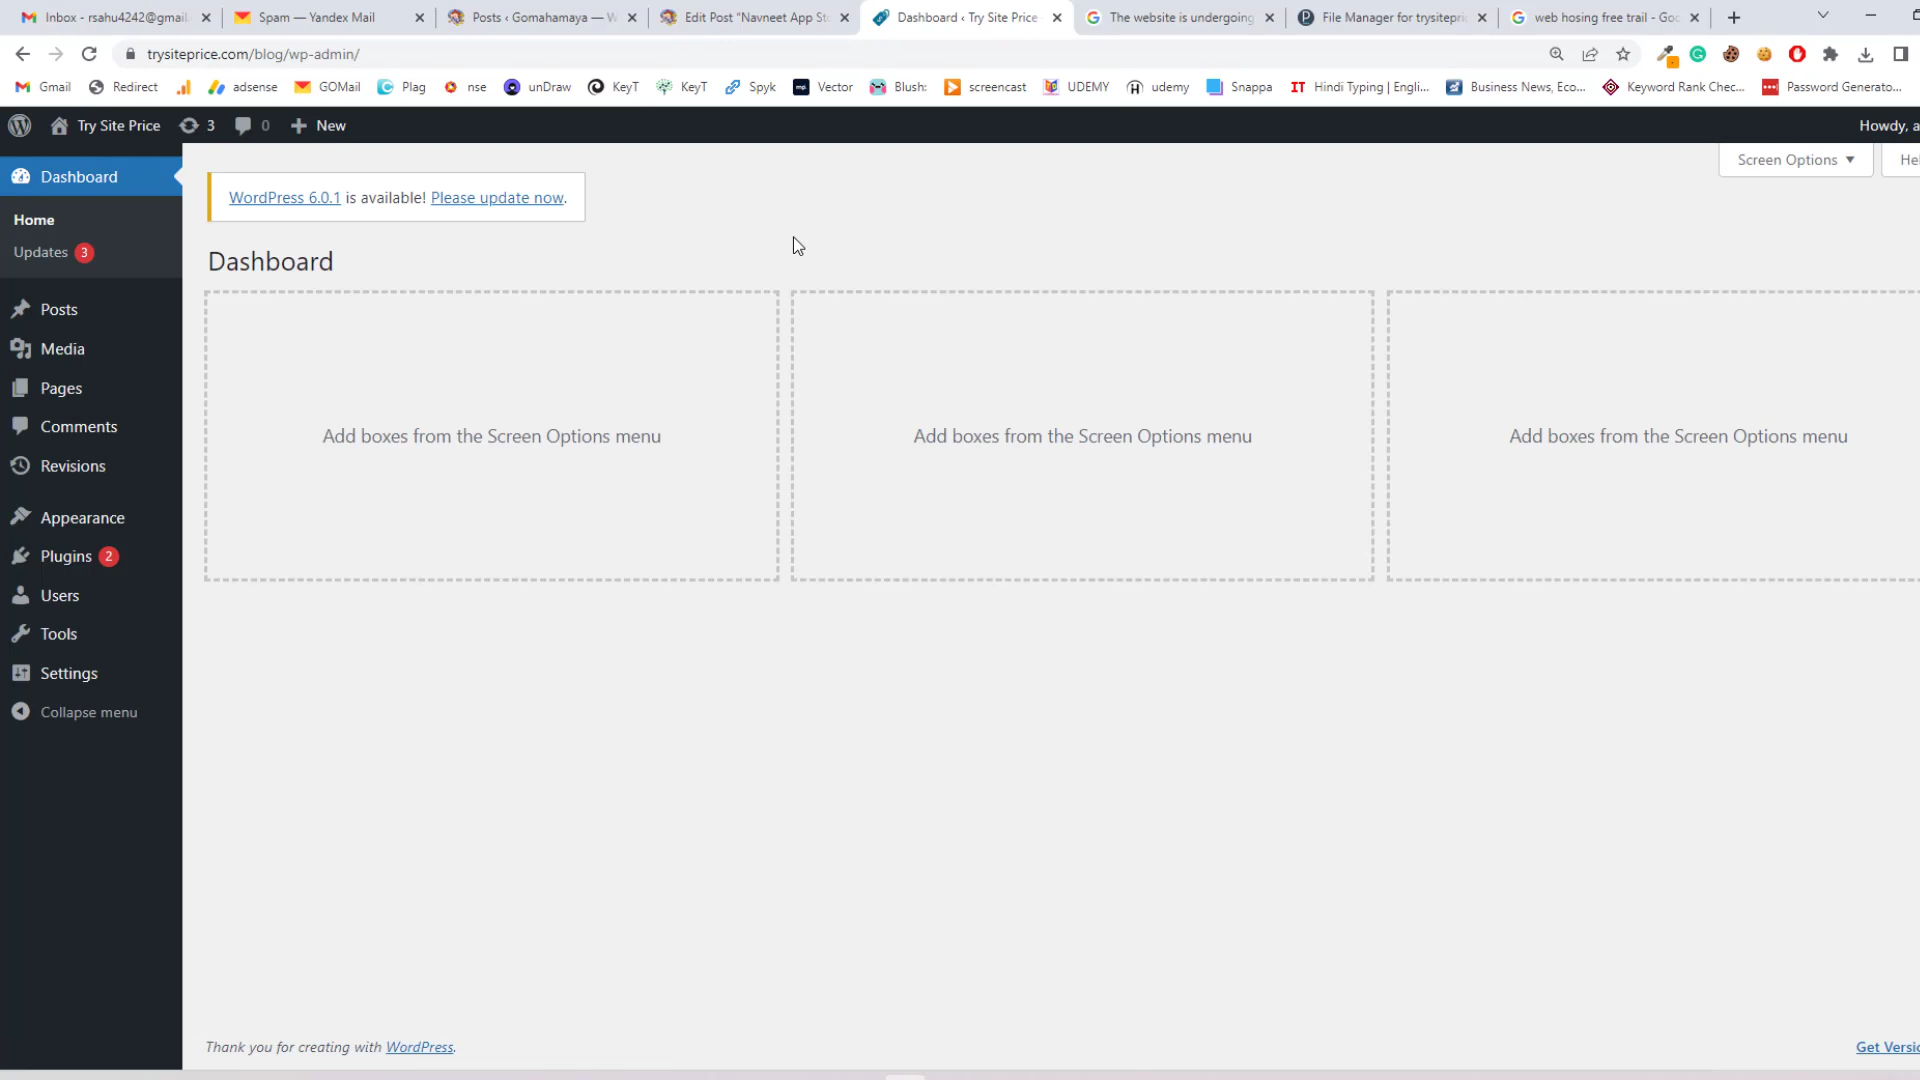 Inbox - rsahu4242@gmail. Spam — Yandex Mail Posts ‹ Gomahamaya — W Edit Post “Navneet App Sto Dashboard ‹ Try Site Price The website is undergoing File Manager for trysitepric web hosing free trail - Goo
trysiteprice.com/blog/wp-admin/
Gmail Redirect adsense GOMail Plag nse unDraw KeyT KeyT Spyk Vector Blush: screencast UDEMY udemy Snappa IT Hindi Typing | Engli... Business News, Eco... Keyword Rank Chec... Password Generato...
Try Site Price 3 0 New Howdy, a
Dashboard
Screen Options Hel
WordPress 6.0.1 is available! Please update now.
Home
Updates 3
Dashboard
Posts
Media
Pages
Comments
Revisions
Appearance
Plugins 2
Users
Tools
Settings
Collapse menu
Add boxes from the Screen Options menu Add boxes from the Screen Options menu Add boxes from the Screen Options menu
Thank you for creating with WordPress. Get Versio